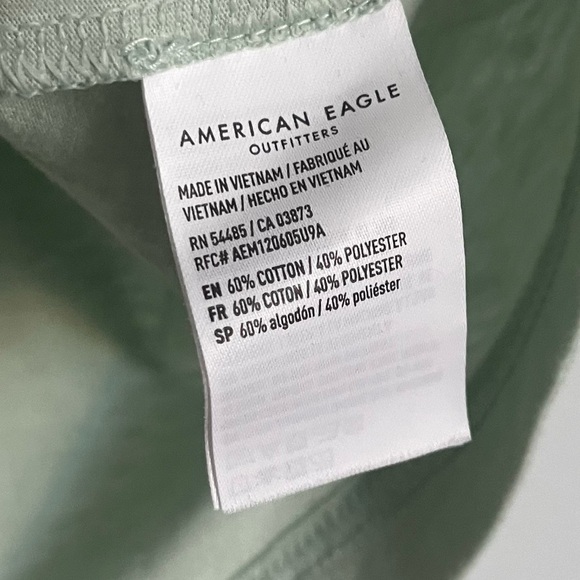 AMERICAN EAGLE
OUTFITTERS
MADE IN VIETNAM / FABRIQUÉ AU
VIETNAM / HECHO EN VIETNAM
RN 54485 / CA 03873
RFC# AEM120605U9A
EN 60% COTTON / 40% POLYESTER
FR 60% COTON / 40% POLYESTER
SP 60% algodón / 40% poliéster